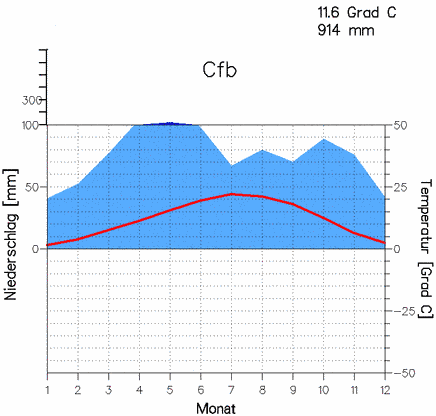 11.6 Grad C
914 mm
Cfb
300
100
50
0
50
25
0
−25
−50
Niederschlag [mm]
Temperatur [Grad C]
1 2 3 4 5 6 7 8 9 10 11 12
Monat